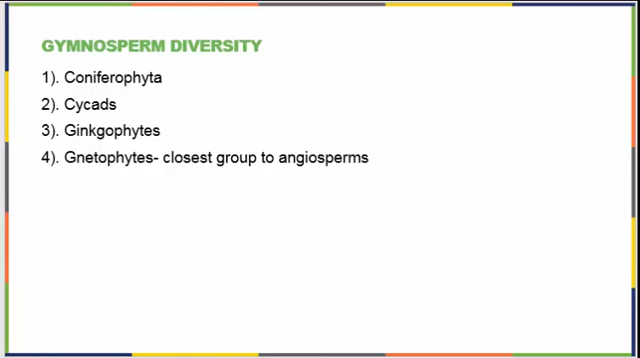 GYMNOSPERM DIVERSITY
1). Coniferophyta
2). Cycads
3). Ginkgophytes
4). Gnetophytes- closest group to angiosperms